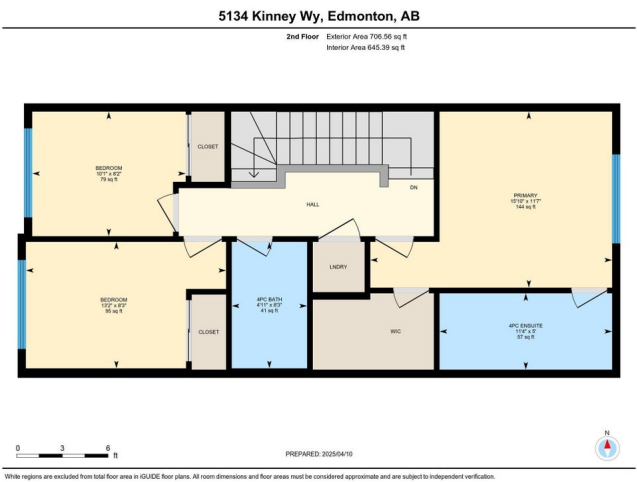 5134 Kinney Wy, Edmonton, AB
2nd Floor Exterior Area 706.56 sq ft
Interior Area 645.39 sq ft
CLOSET
BEDROOM
10'1" x 8'2"
79 sq ft
DN
PRIMARY
15'10" x 11'7"
144 sq ft
HALL
LNDRY
BEDROOM
13'2" x 8'3"
95 sq ft
4PC BATH
4'11" x 8'3"
41 sq ft
CLOSET
WIC
4PC ENSUITE
11'4" x 5'
57 sq ft
N
0 3 6 ft
PREPARED: 2025/04/10
White regions are excluded from total floor area in iGUIDE floor plans. All room dimensions and floor areas must be considered approximate and are subject to independent verification.